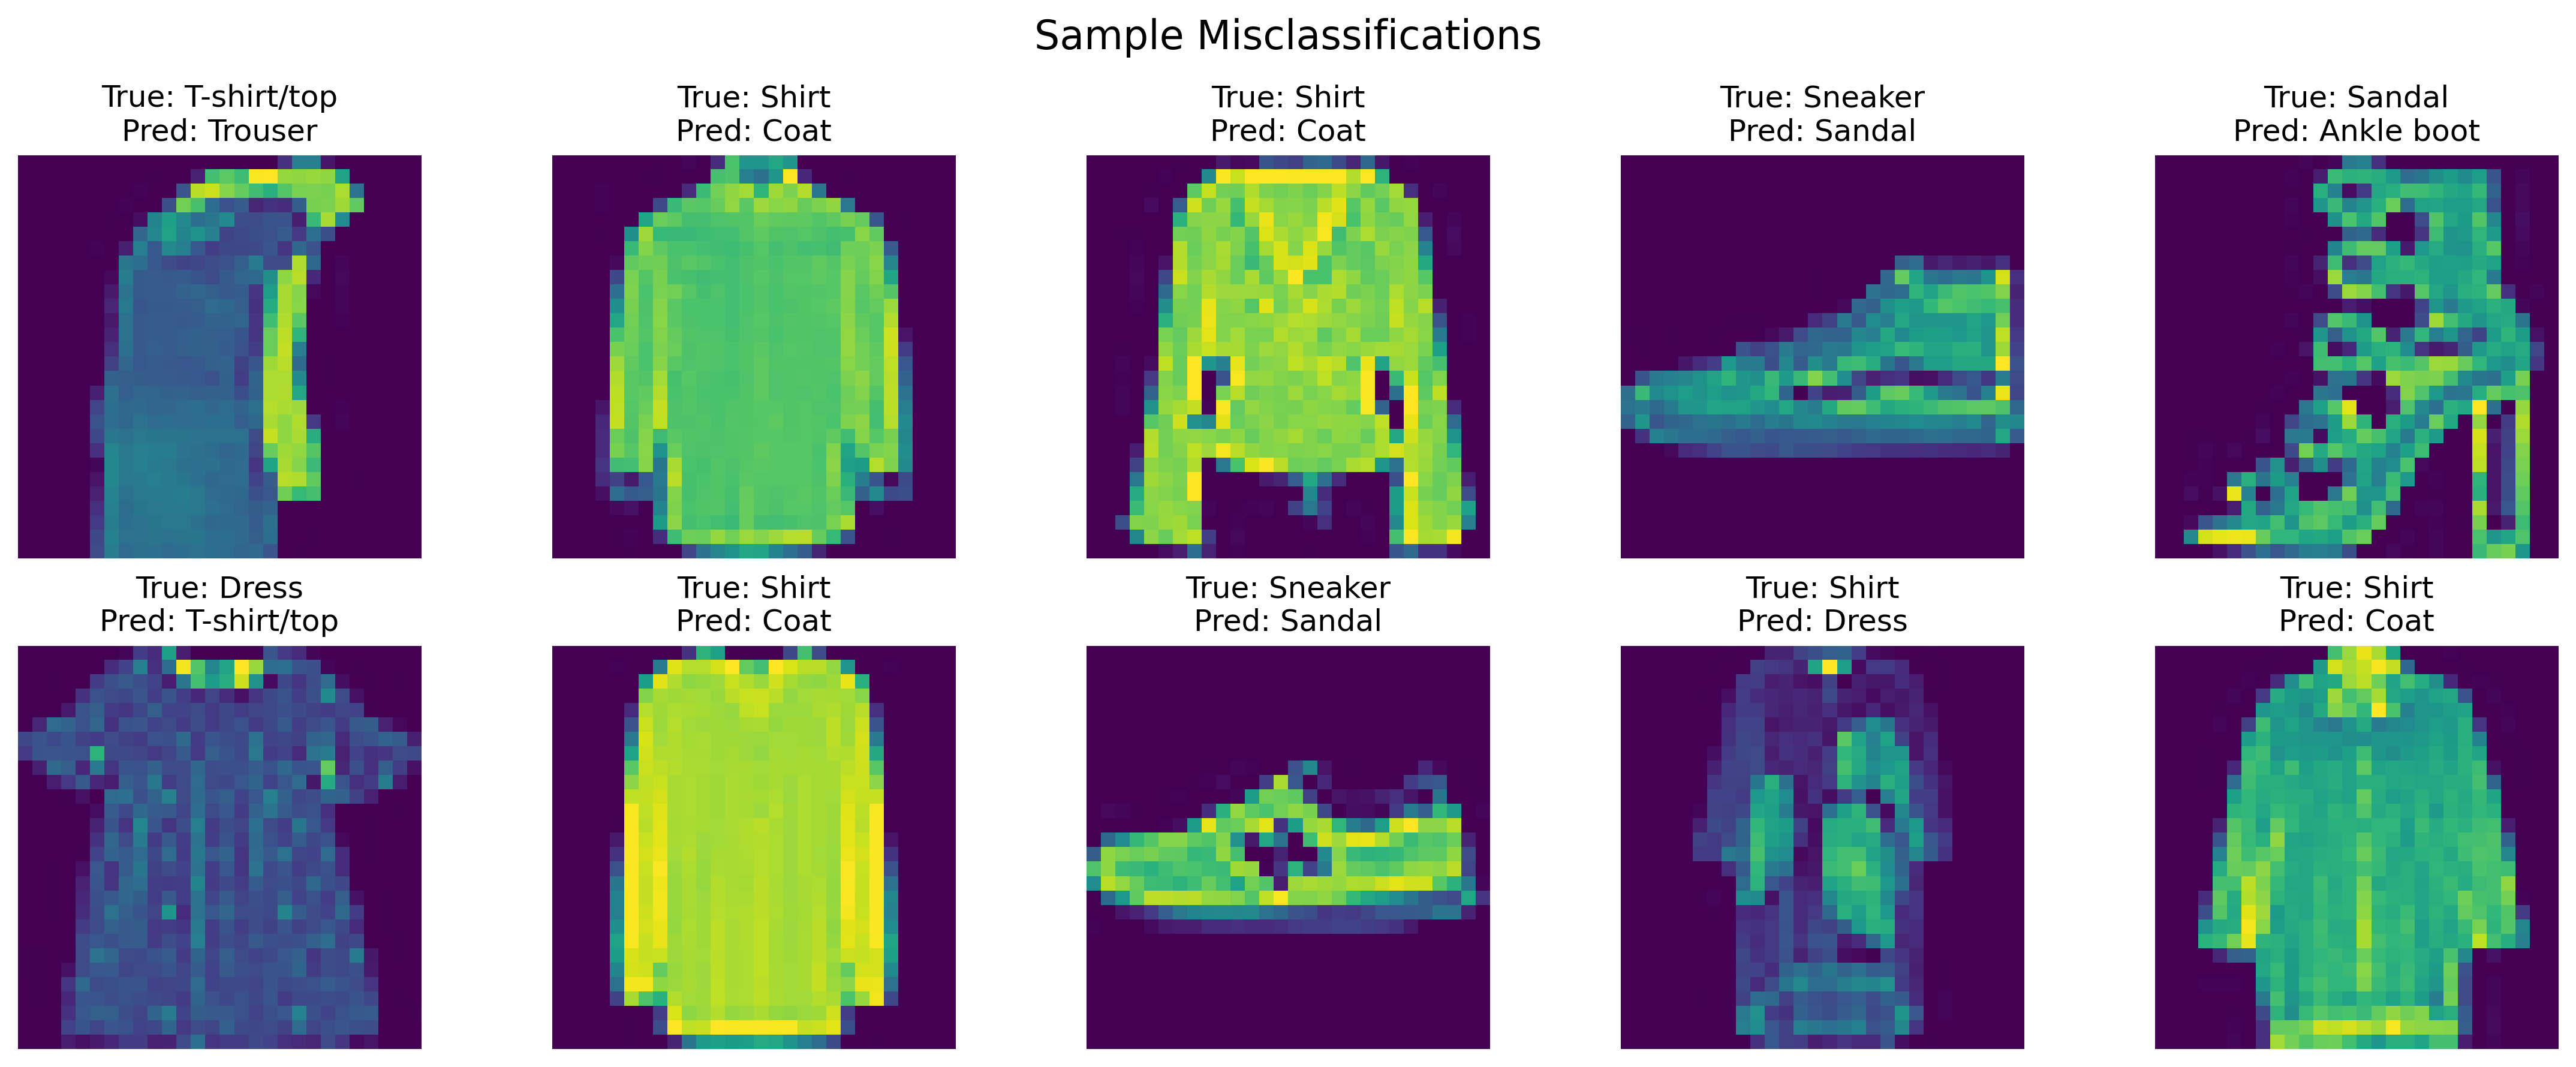 Sample Misclassifications
True: T-shirt/top
Pred: Trouser
True: Shirt
Pred: Coat
True: Shirt
Pred: Coat
True: Sneaker
Pred: Sandal
True: Sandal
Pred: Ankle boot
True: Dress
Pred: T-shirt/top
True: Shirt
Pred: Coat
True: Sneaker
Pred: Sandal
True: Shirt
Pred: Dress
True: Shirt
Pred: Coat